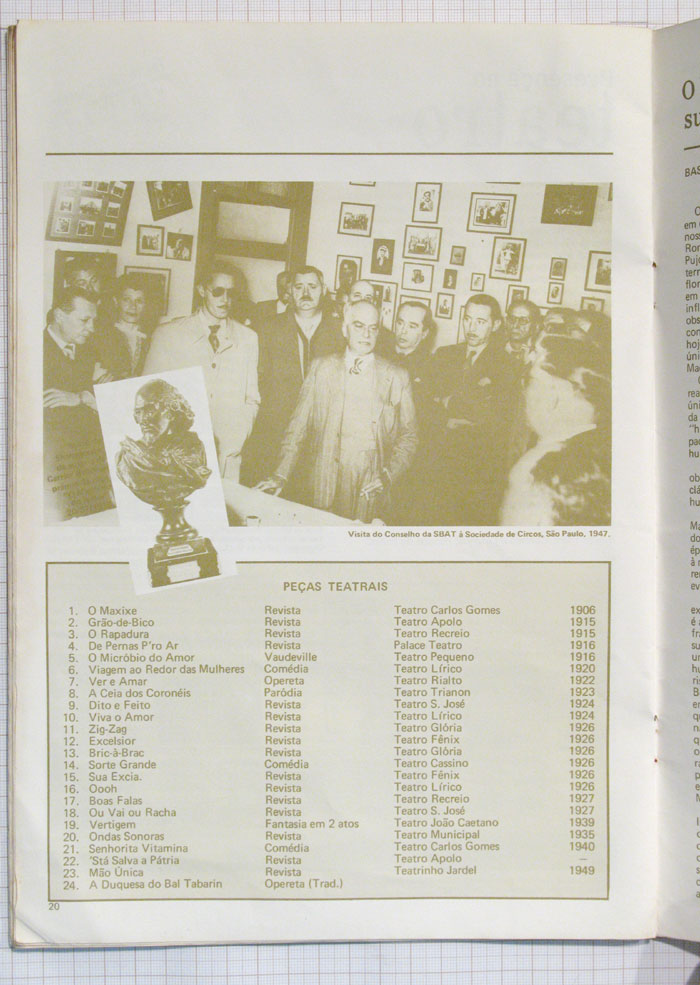 Visita do Conselho da SBAT à Sociedade de Circos, São Paulo, 1947.
PEÇAS TEATRAIS
1. O Maxixe Revista Teatro Carlos Gomes 1906
2. Grão-de-Bico Revista Teatro Apolo 1915
3. O Rapadura Revista Teatro Recreio 1915
4. De Pernas P'ro Ar Revista Palace Teatro 1916
5. O Micróbio do Amor Vaudeville Teatro Pequeno 1916
6. Viagem ao Redor das Mulheres Comédia Teatro Lírico 1920
7. Ver e Amar Opereta Teatro Rialto 1922
8. A Ceia dos Coronéis Paródia Teatro Trianon 1923
9. Dito e Feito Revista Teatro S. José 1924
10. Viva o Amor Revista Teatro Lírico 1924
11. Zig-Zag Revista Teatro Glória 1926
12. Excelsior Revista Teatro Fênix 1926
13. Bric-à-Brac Revista Teatro Glória 1926
14. Sorte Grande Comédia Teatro Cassino 1926
15. Sua Excia. Revista Teatro Fênix 1926
16. Oooh Revista Teatro Lírico 1926
17. Boas Falas Revista Teatro Recreio 1927
18. Ou Vai ou Racha Revista Teatro S. José 1927
19. Vertigem Fantasia em 2 atos Teatro João Caetano 1939
20. Ondas Sonoras Revista Teatro Municipal 1935
21. Senhorita Vitamina Comédia Teatro Carlos Gomes 1940
22. 'Stá Salva a Pátria Revista Teatro Apolo –
23. Mão Única Revista Teatrinho Jardel 1949
24. A Duquesa do Bal Tabarin Opereta (Trad.)
20
O
su
BAS